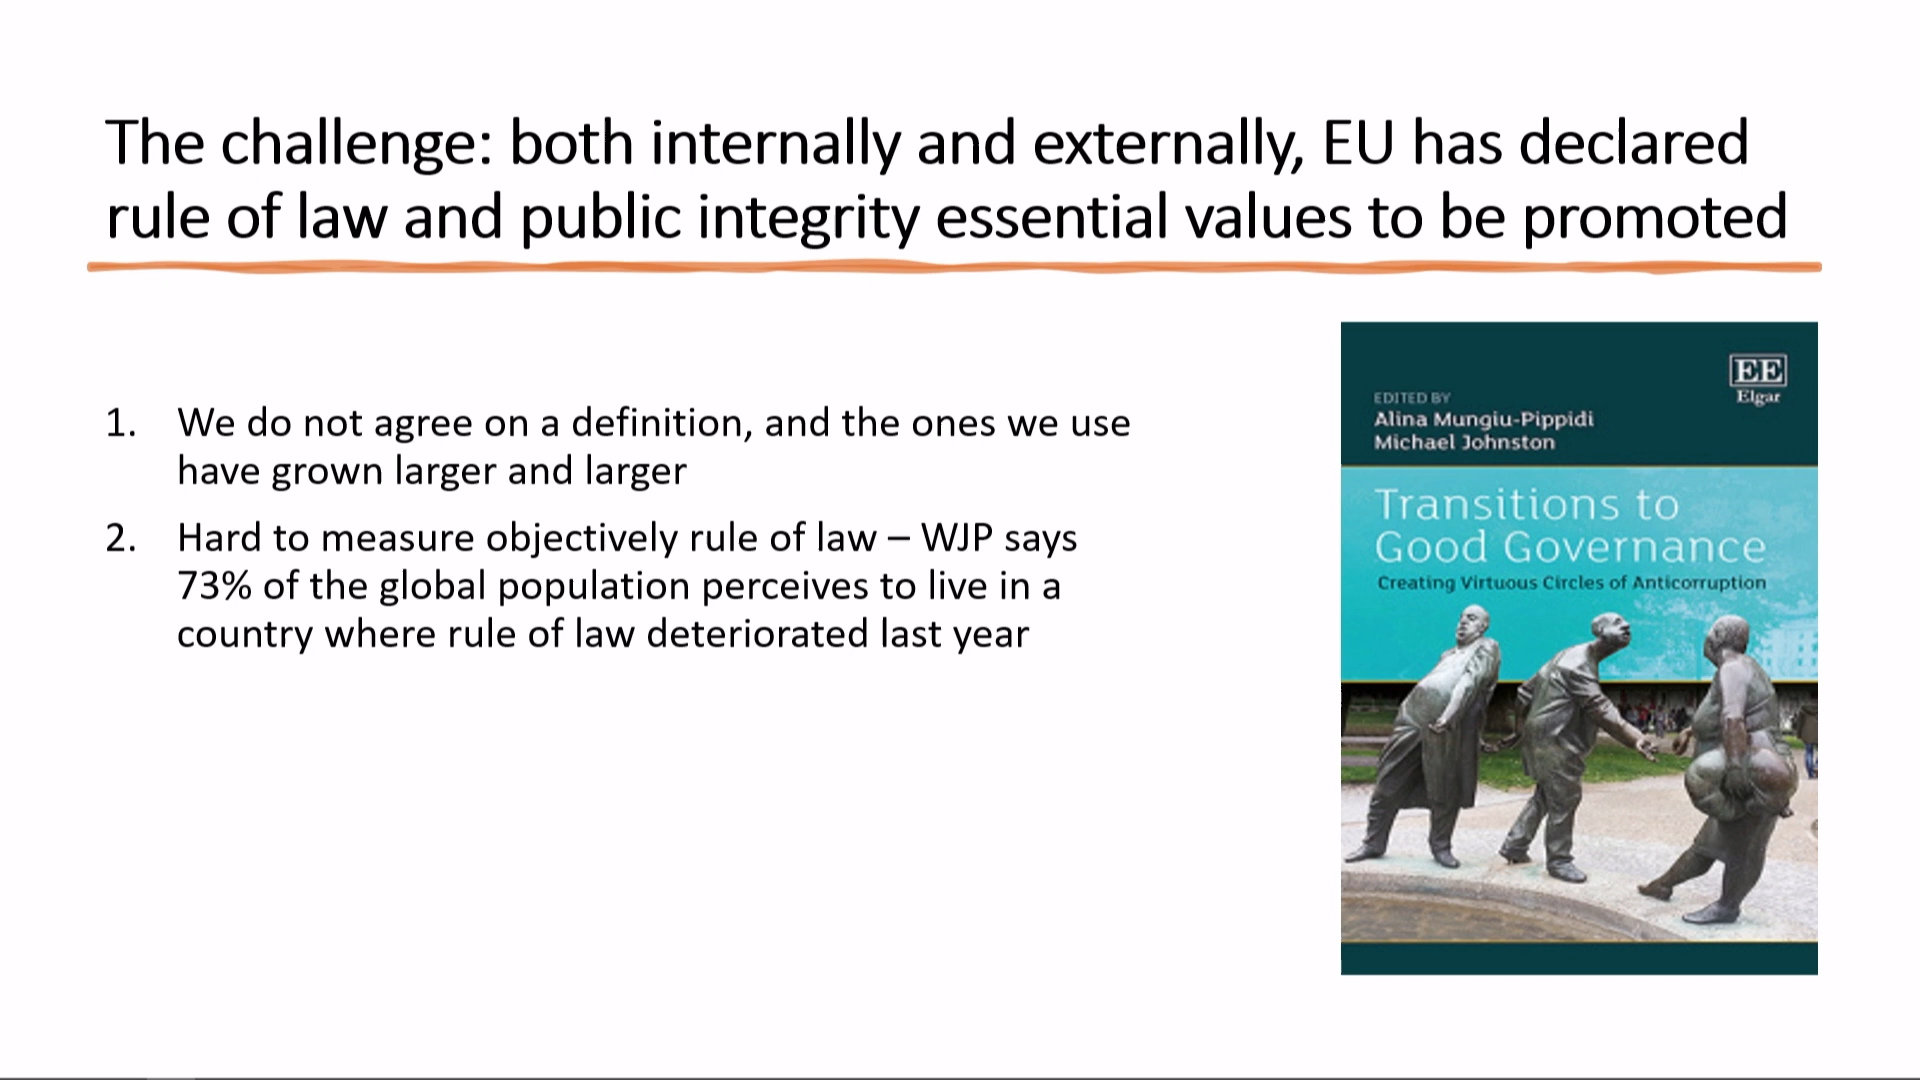 The challenge: both internally and externally, EU has declared
rule of law and public integrity essential values to be promoted
1. We do not agree on a definition, and the ones we use
have grown larger and larger
2. Hard to measure objectively rule of law – WJP says
73% of the global population perceives to live in a
country where rule of law deteriorated last year
EE
Elgar
EDITED BY
Alina Mungiu-Pippidi
Michael Johnston
Transitions to
Good Governance
Creating Virtuous Circles of Anticorruption